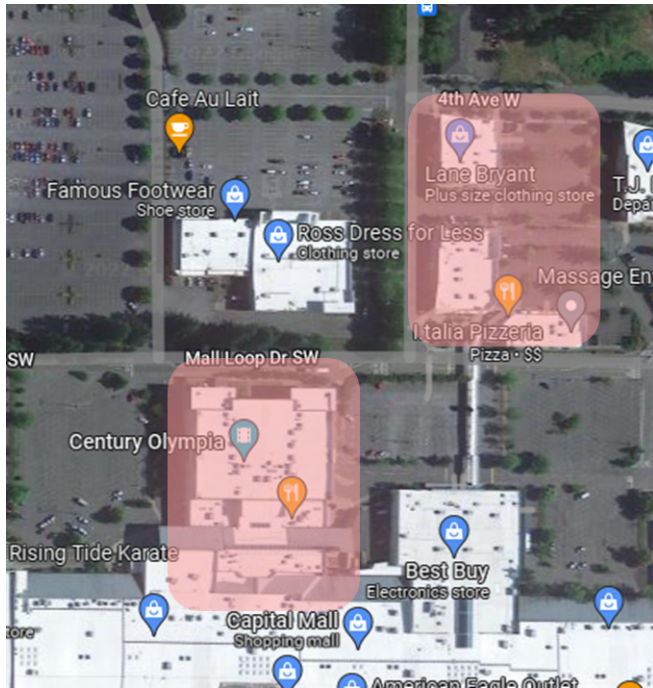 4th Ave W
Cafe Au Lait
Lane Bryant
Plus size clothing store
T.J.
Famous Footwear
Shoe store
Ross Dress for Less
Clothing store
Massage En
Italia Pizzeria
Pizza • $$
SW
Mall Loop Dr SW
Century Olympia
Rising Tide Karate
Best Buy
Electronics store
Capital Mall
Shopping mall
tore
American Eagle Outlet